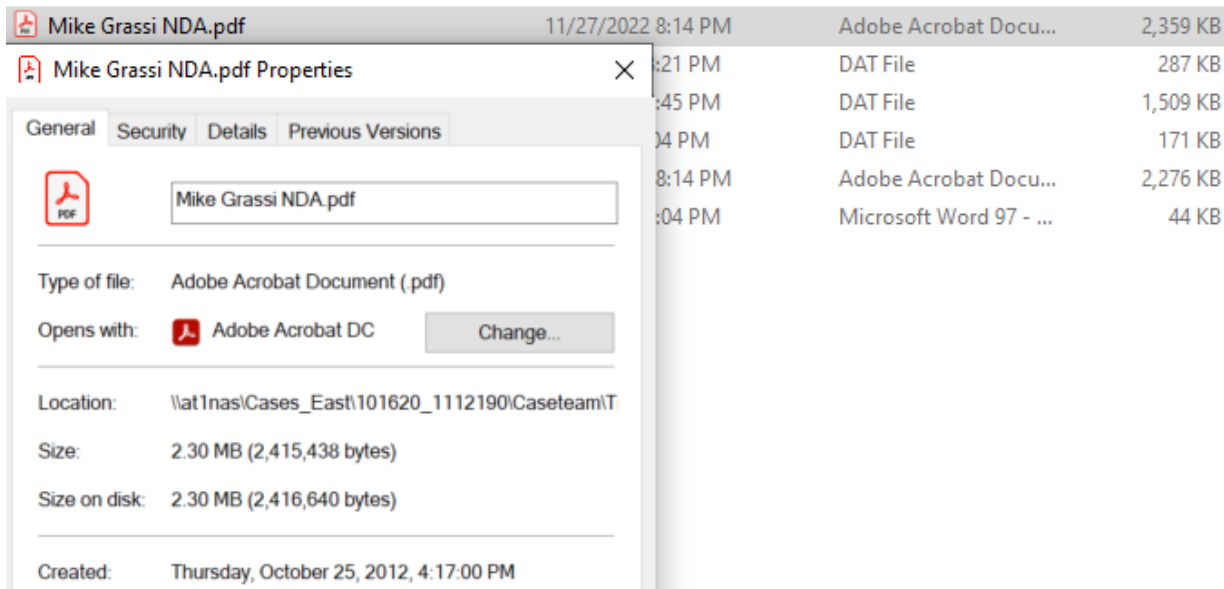 Mike Grassi NDA.pdf 11/27/2022 8:14 PM Adobe Acrobat Docu... 2,359 KB
Mike Grassi NDA.pdf Properties
:21 PM DAT File 287 KB
:45 PM DAT File 1,509 KB
04 PM DAT File 171 KB
8:14 PM Adobe Acrobat Docu... 2,276 KB
:04 PM Microsoft Word 97 - ... 44 KB
General Security Details Previous Versions
PDF
Mike Grassi NDA.pdf
Type of file: Adobe Acrobat Document (.pdf)
Opens with: Adobe Acrobat DC Change...
Location: \\at1nas\Cases_East\101620_1112190\Caseteam\T
Size: 2.30 MB (2,415,438 bytes)
Size on disk: 2.30 MB (2,416,640 bytes)
Created: Thursday, October 25, 2012, 4:17:00 PM